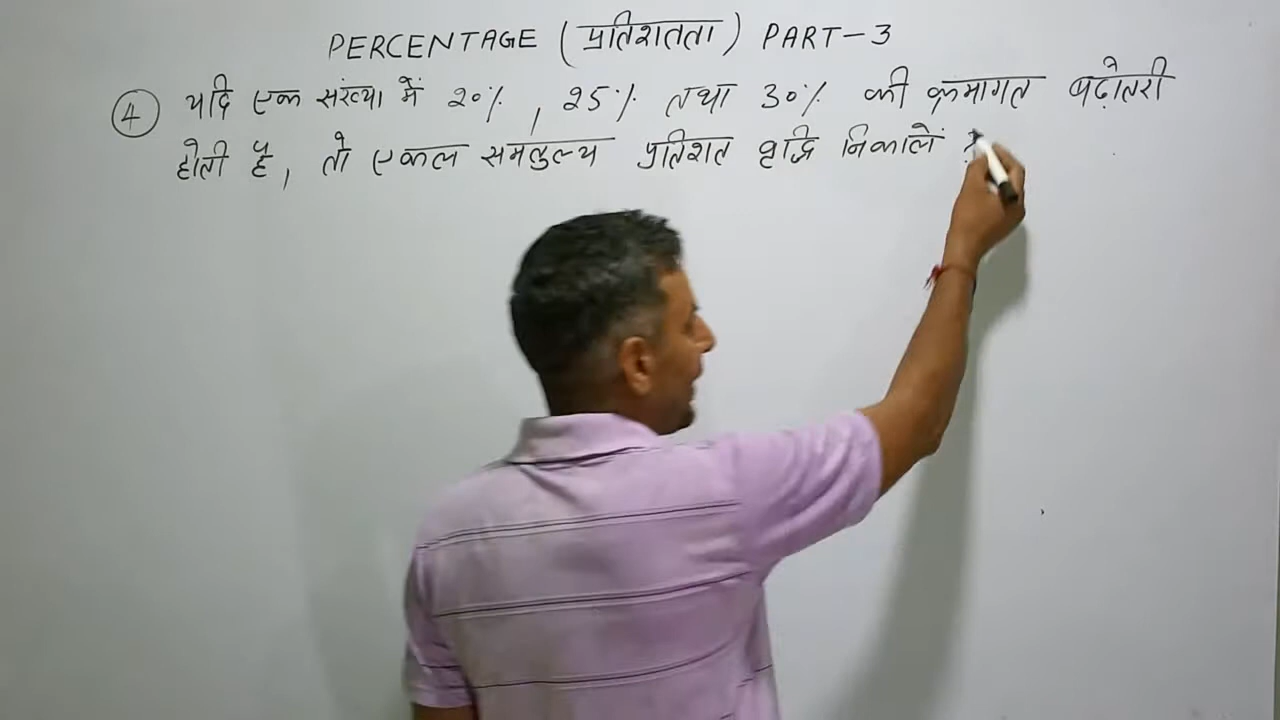 PERCENTAGE (प्रतिशतता) PART-3
④ यदि एक संख्या में 20%, 25% तथा 30% की क्रमागत बढ़ोतरी
होती है, तो एकल समतुल्य प्रतिशत वृद्धि निकालें